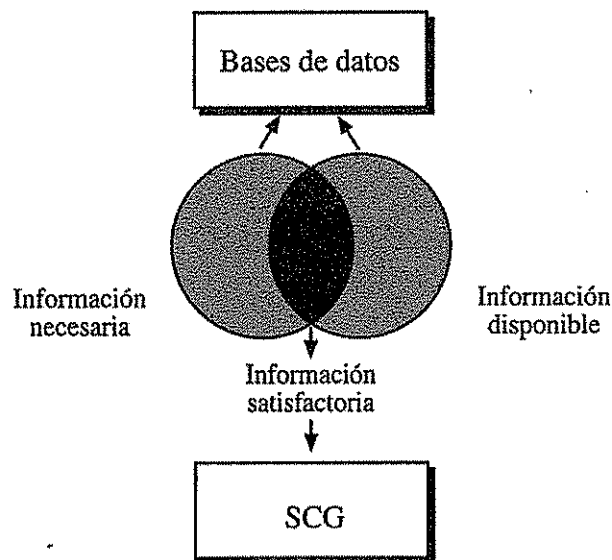 Bases de datos
Información
necesaria
Información
disponible
Información
satisfactoria
SCG